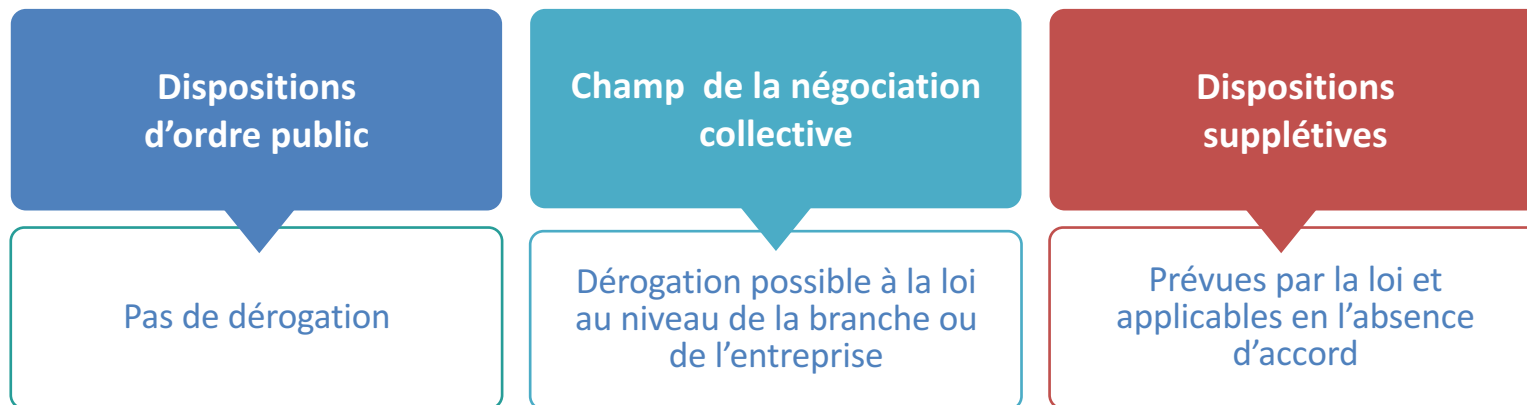 Dispositions
d’ordre public
Champ  de la négociation
collective
Dispositions
supplétives
Pas de dérogation
Dérogation possible à la loi
au niveau de la branche ou
de l’entreprise
Prévues par la loi et
applicables en l’absence
d’accord